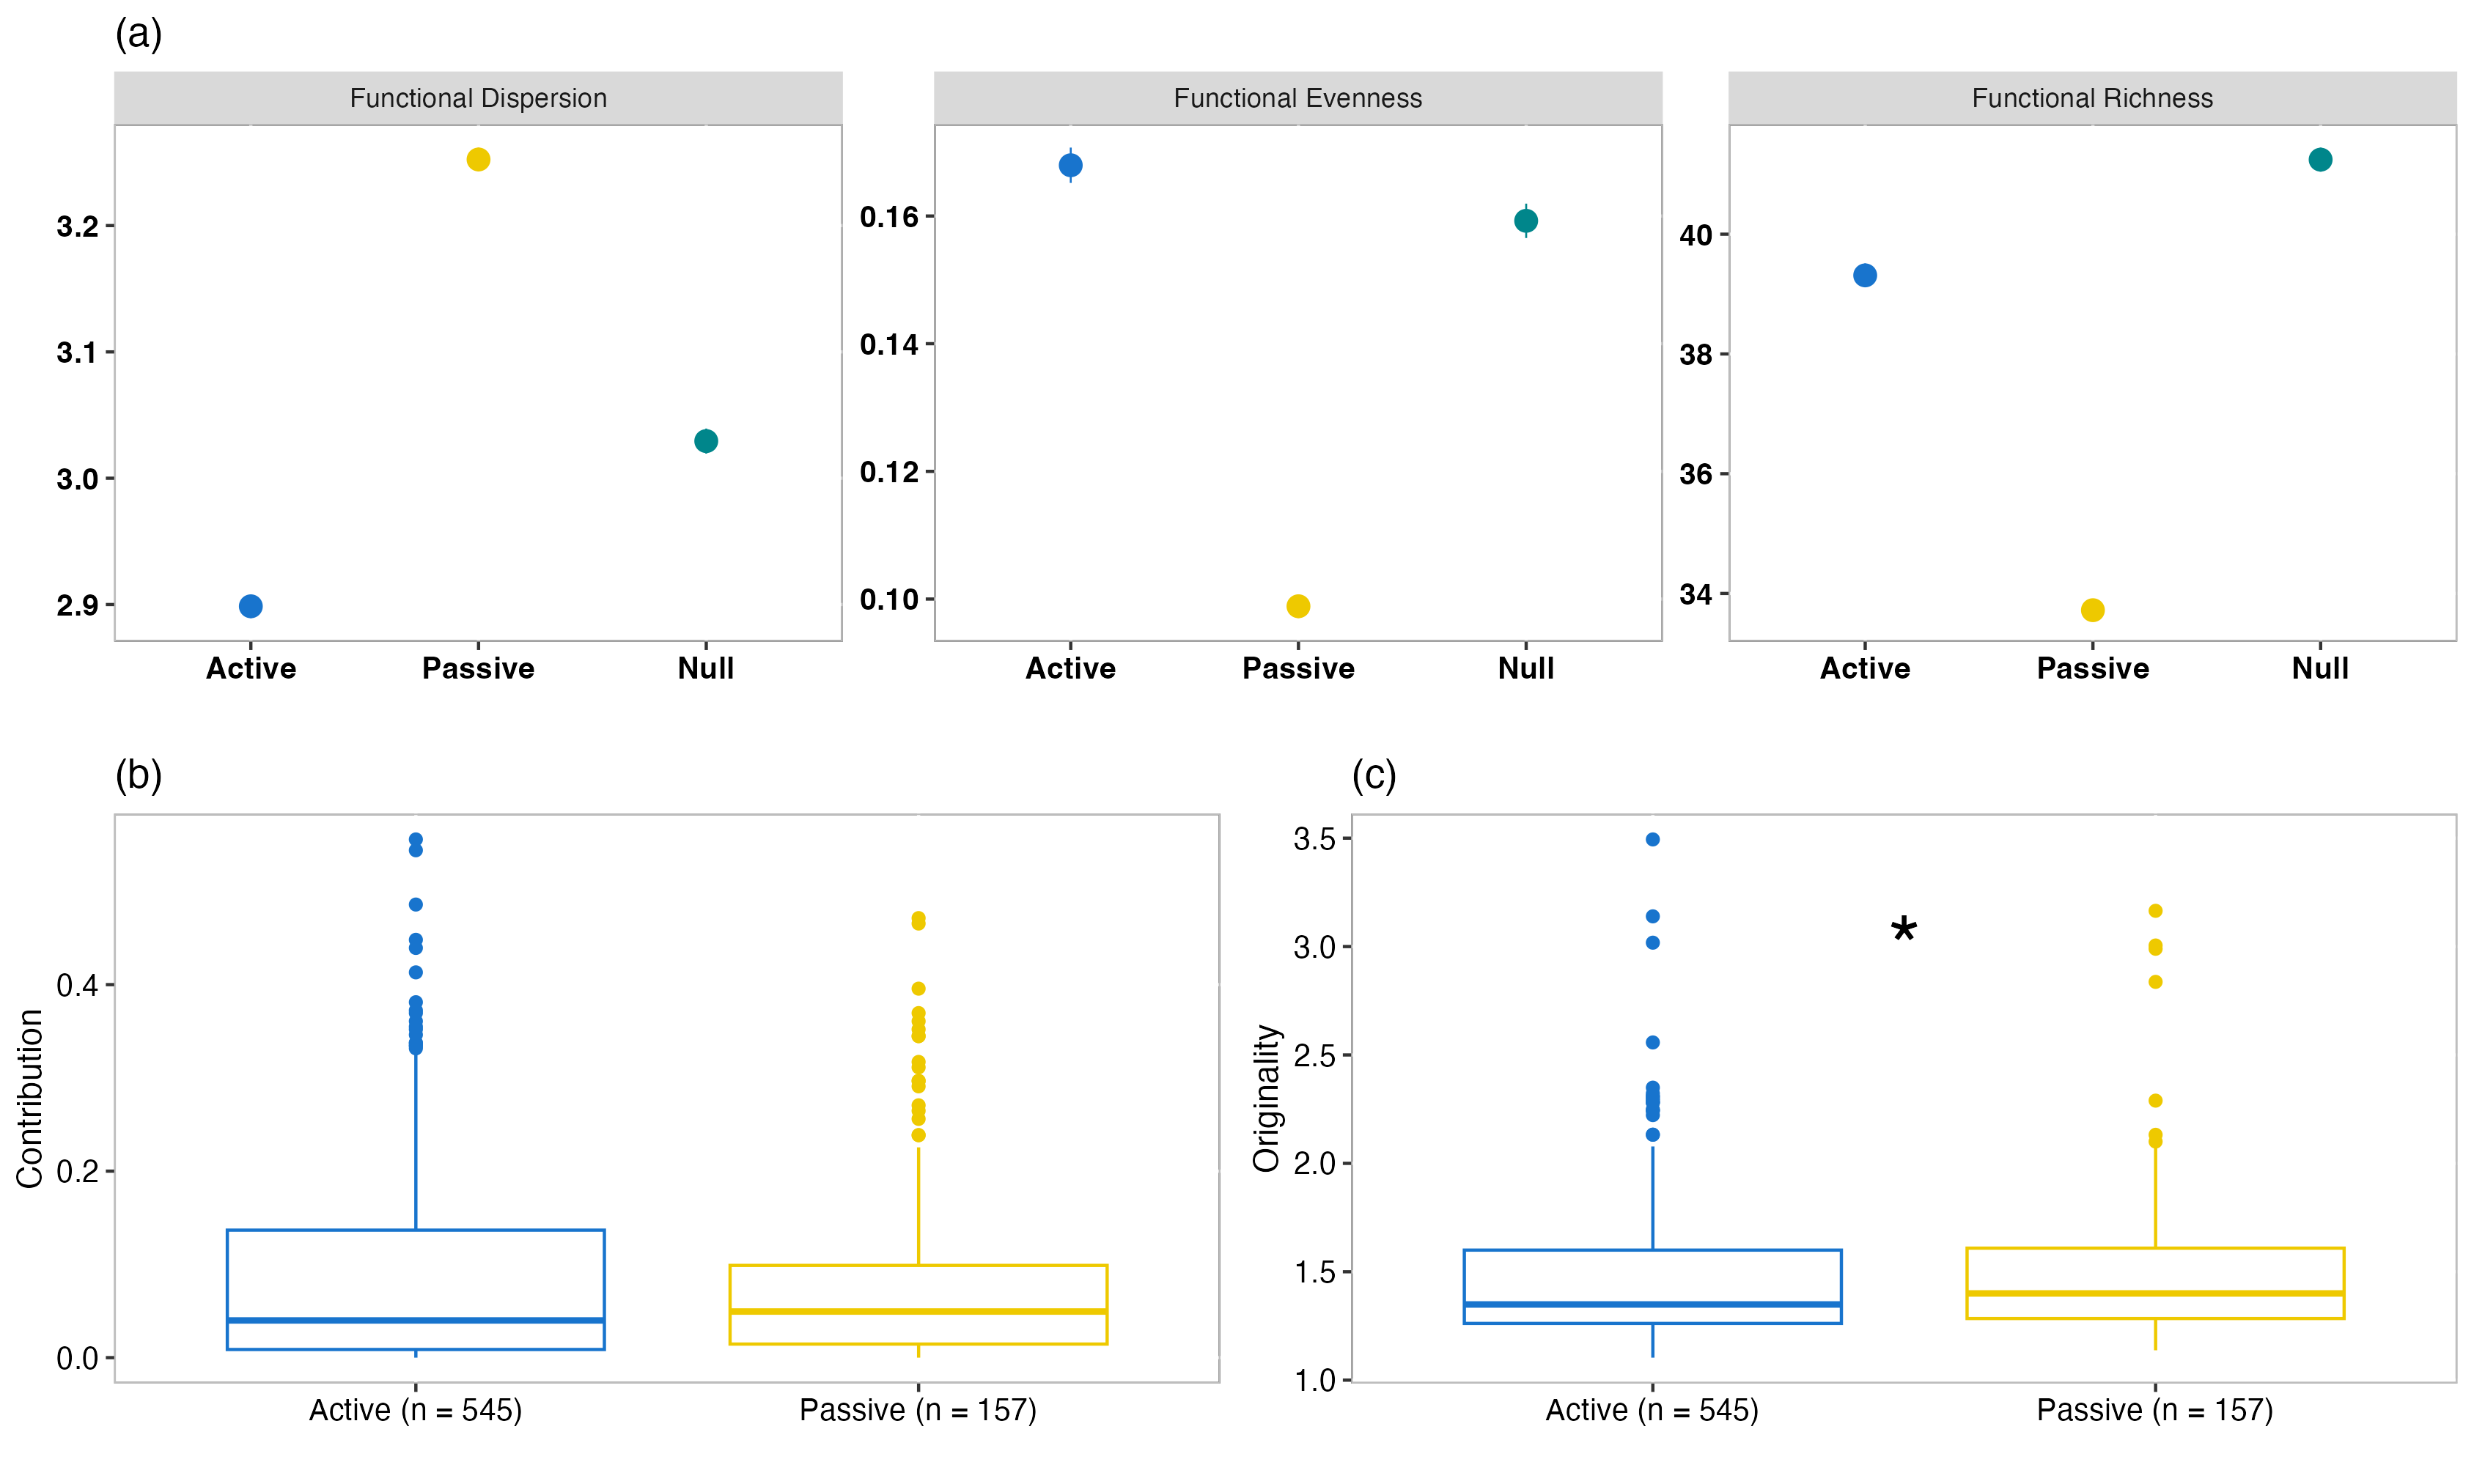 (a)
Functional Dispersion
Functional Evenness
Functional Richness
3.2
3.1
3.0
2.9
0.16
0.14
0.12
0.10
40
38
36
34
Active Passive Null
Active Passive Null
Active Passive Null
(b)
Contribution
0.4
0.2
0.0
Active (n = 545) Passive (n = 157)
(c)
Originality
3.5
3.0
2.5
2.0
1.5
1.0
*
Active (n = 545) Passive (n = 157)